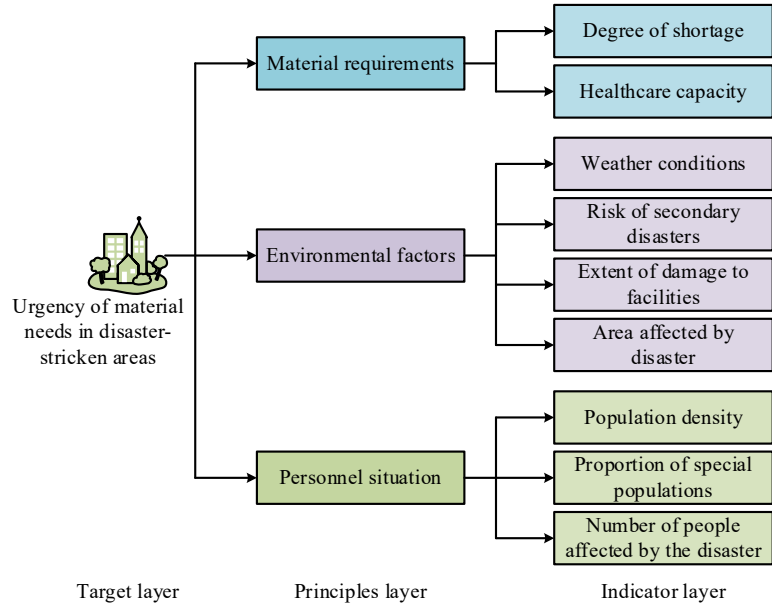 Degree of shortage
Material requirements
Healthcare capacity
Weather conditions
Risk of secondary
disasters
Environmental factors
Extent of damage to
facilities
Urgency of material
needs in disaster-
stricken areas
Area affected by
disaster
Population density
Personnel situation
Proportion of special
populations
Number of people
affected by the disaster
Target layer
Principles layer
Indicator layer